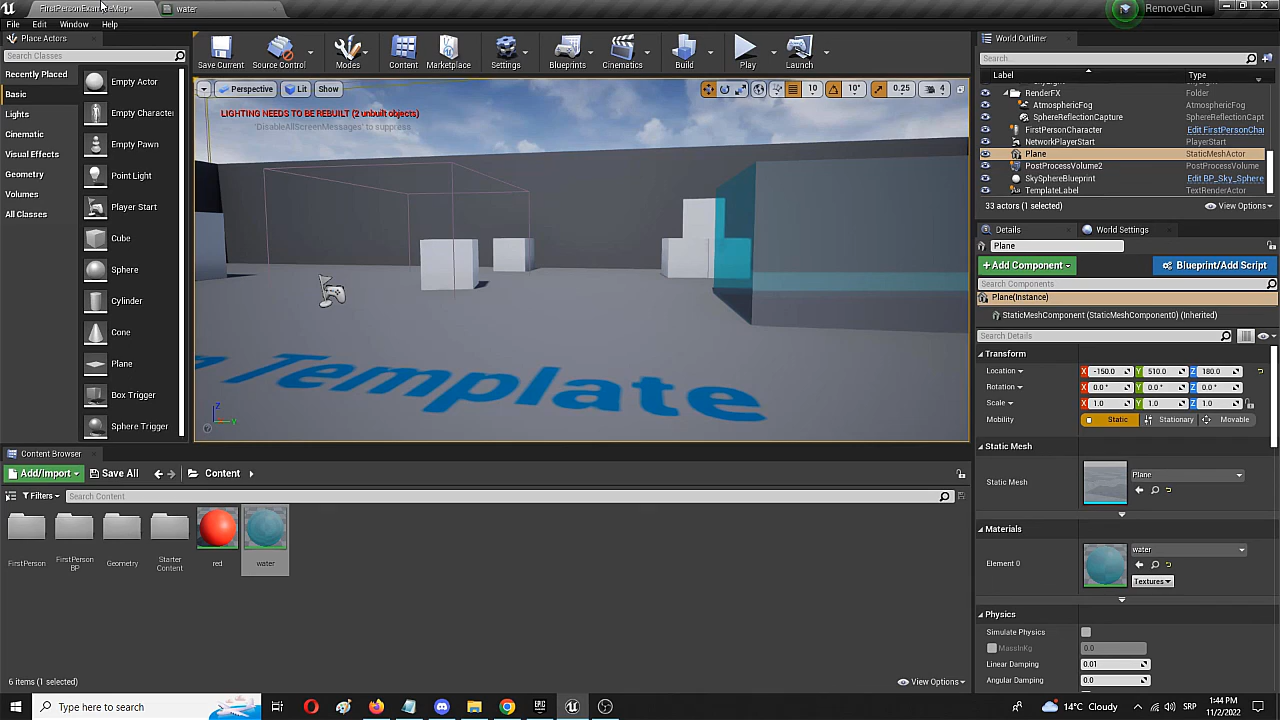 FirstPersonExampleMap*
water
RemoveGun
File
Edit
Window
Help
Place Actors
Search Classes
Recently Placed
Basic
Lights
Cinematic
Visual Effects
Geometry
Volumes
All Classes
Empty Actor
Empty Character
Empty Pawn
Point Light
Player Start
Cube
Sphere
Cylinder
Cone
Plane
Box Trigger
Sphere Trigger
Save Current
Source Control
Modes
Content
Marketplace
Settings
Blueprints
Cinematics
Build
Play
Launch
Perspective
Lit
Show
10
10°
0.25
4
LIGHTING NEEDS TO BE REBUILT (2 unbuilt objects)
'DisableAllScreenMessages' to suppress
Template
World Outliner
Search...
Label
Type
RenderFX
Folder
AtmosphericFog
AtmosphericFog
SphereReflectionCapture
SphereReflectionCapt
FirstPersonCharacter
Edit FirstPersonChar
NetworkPlayerStart
PlayerStart
Plane
StaticMeshActor
PostProcessVolume2
PostProcessVolume
SkySphereBlueprint
Edit BP_Sky_Sphere
TemplateLabel
TextRenderActor
33 actors (1 selected)
View Options
Details
World Settings
Plane
+Add Component
Blueprint/Add Script
Search Components
Plane(Instance)
StaticMeshComponent (StaticMeshComponent0) (Inherited)
Search Details
Transform
Location
X
-150.0
Y
510.0
Z
180.0
Rotation
X
0.0 °
Y
0.0 °
Z
0.0 °
Scale
X
1.0
Y
1.0
Z
1.0
Mobility
Static
Stationary
Movable
Static Mesh
Static Mesh
Plane
Materials
Element 0
water
Textures
Physics
Simulate Physics
MassInKg
0.0
Linear Damping
0.01
Angular Damping
0.0
Content Browser
Add/Import
Save All
Content
Filters
Search Content
FirstPerson
FirstPerson
BP
Geometry
Starter
Content
red
water
6 items (1 selected)
View Options
Type here to search
14°C Cloudy
SRP
1:44 PM
11/2/2022